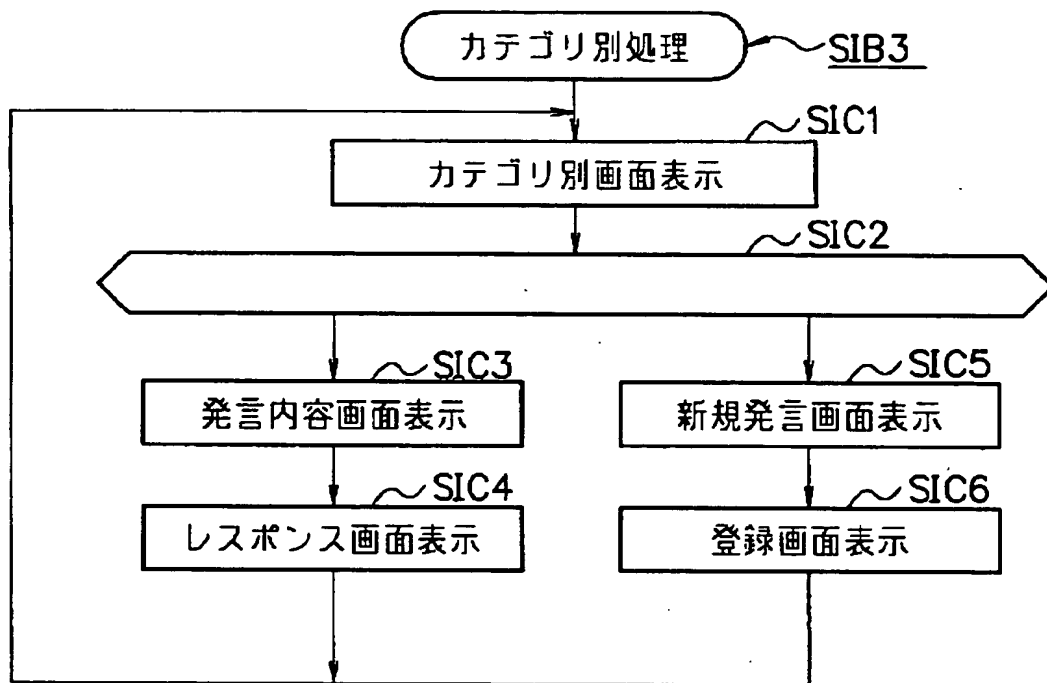 カテゴリ別処理
SIB3
SIC1
カテゴリ別画面表示
SIC2
SIC3
発言内容画面表示
SIC5
新規発言画面表示
SIC4
レスポンス画面表示
SIC6
登録画面表示